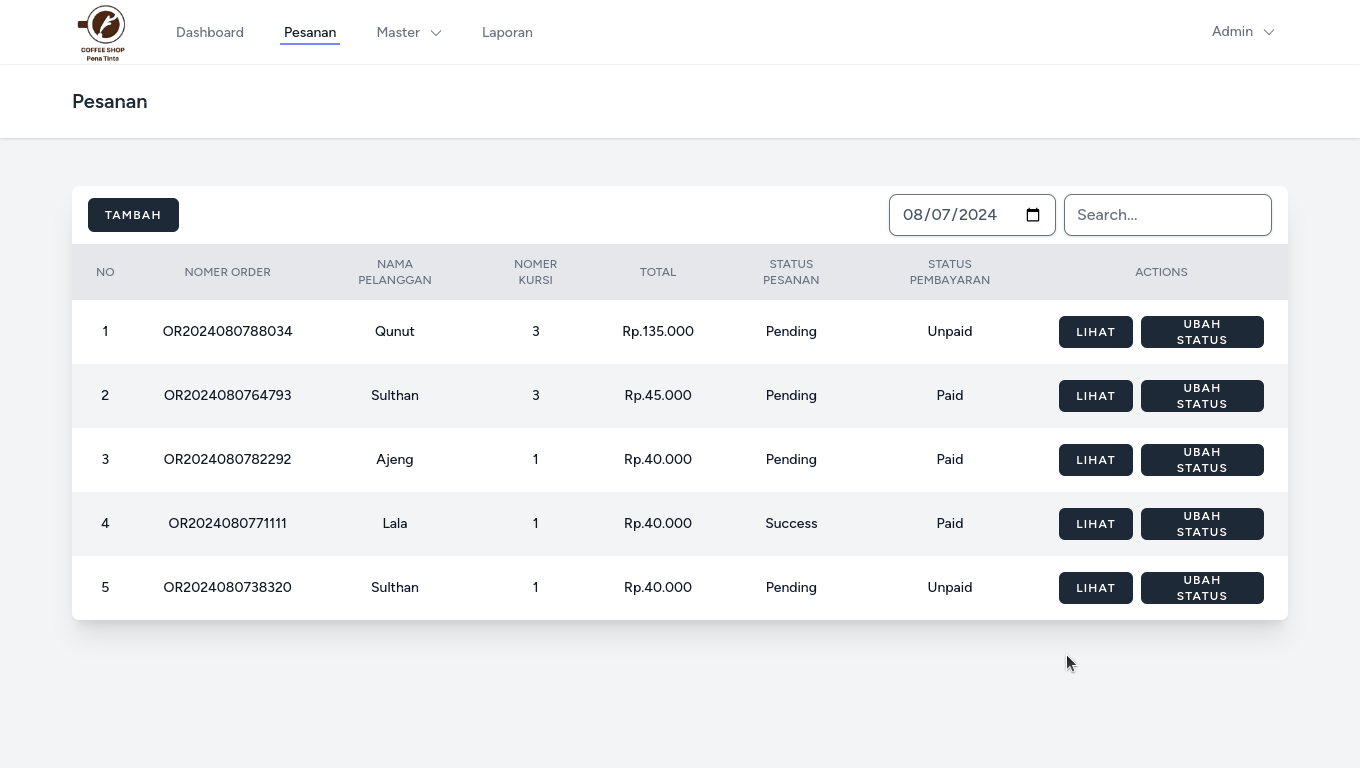 COFFEE SHOP
Pena Tinta
Dashboard Pesanan Master Laporan Admin
Pesanan
TAMBAH 08/07/2024 Search...
NO NOMER ORDER NAMA PELANGGAN NOMER KURSI TOTAL STATUS PESANAN STATUS PEMBAYARAN ACTIONS
1 OR2024080788034 Qunut 3 Rp.135.000 Pending Unpaid LIHAT UBAH STATUS
2 OR2024080764793 Sulthan 3 Rp.45.000 Pending Paid LIHAT UBAH STATUS
3 OR2024080782292 Ajeng 1 Rp.40.000 Pending Paid LIHAT UBAH STATUS
4 OR2024080771111 Lala 1 Rp.40.000 Success Paid LIHAT UBAH STATUS
5 OR2024080738320 Sulthan 1 Rp.40.000 Pending Unpaid LIHAT UBAH STATUS